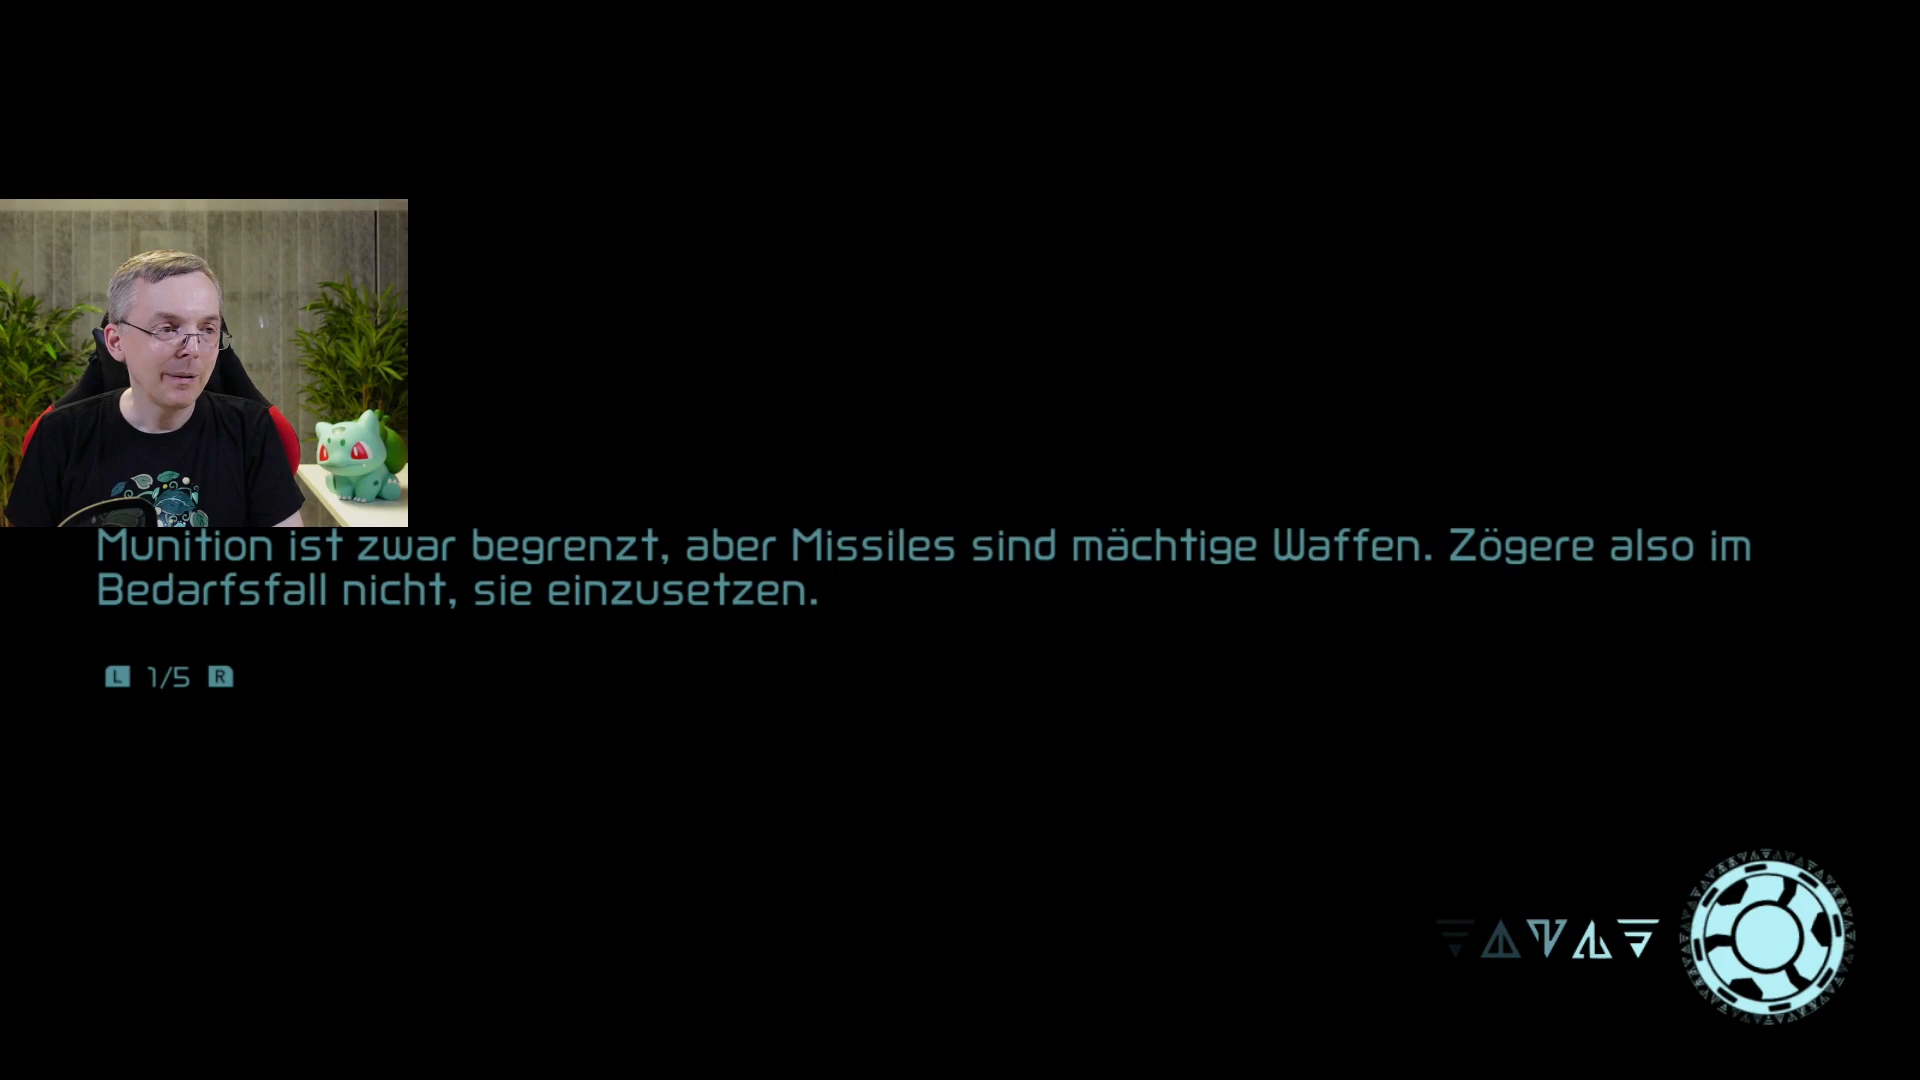 Munition ist zwar begrenzt, aber Missiles sind mächtige Waffen. Zögere also im
Bedarfsfall nicht, sie einzusetzen.
L 1/5 R